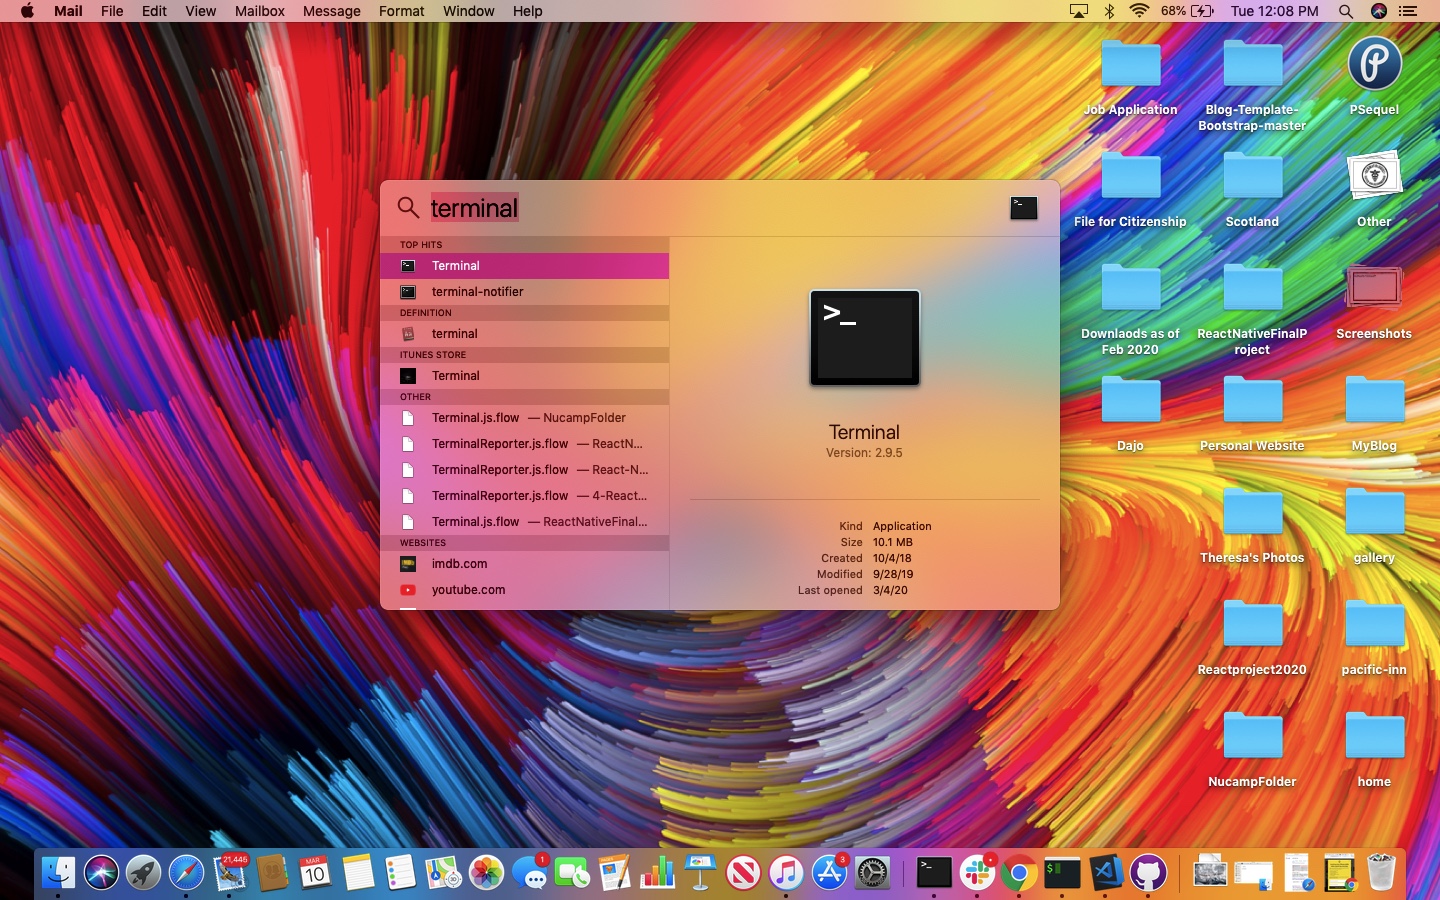 Mail File Edit View Mailbox Message Format Window Help 68% Tue 12:08 PM
terminal
TOP HITS
Terminal
terminal-notifier
DEFINITION
terminal
ITUNES STORE
Terminal
OTHER
Terminal.js.flow — NucampFolder
TerminalReporter.js.flow — ReactN...
TerminalReporter.js.flow — React-N...
TerminalReporter.js.flow — 4-React...
Terminal.js.flow — ReactNativeFinal...
WEBSITES
imdb.com
youtube.com
>_
Terminal
Version: 2.9.5
Kind Application
Size 10.1 MB
Created 10/4/18
Modified 9/28/19
Last opened 3/4/20
Job Application
Blog-Template-
Bootstrap-master
PSequel
File for Citizenship
Scotland
Other
Downlaods as of
Feb 2020
ReactNativeFinalP
roject
Screenshots
Dajo
Personal Website
MyBlog
Theresa's Photos
gallery
Reactproject2020
pacific-inn
NucampFolder
home
21,446
MAR
10
1
3
>_
$